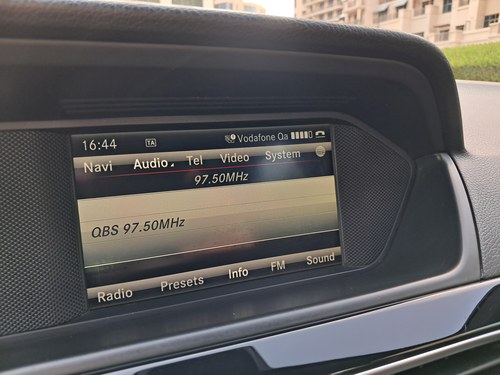 16:44 TA Vodafone Qa
Navi Audio Tel Video System
97.50MHz
QBS 97.50MHz
Radio Presets Info FM Sound